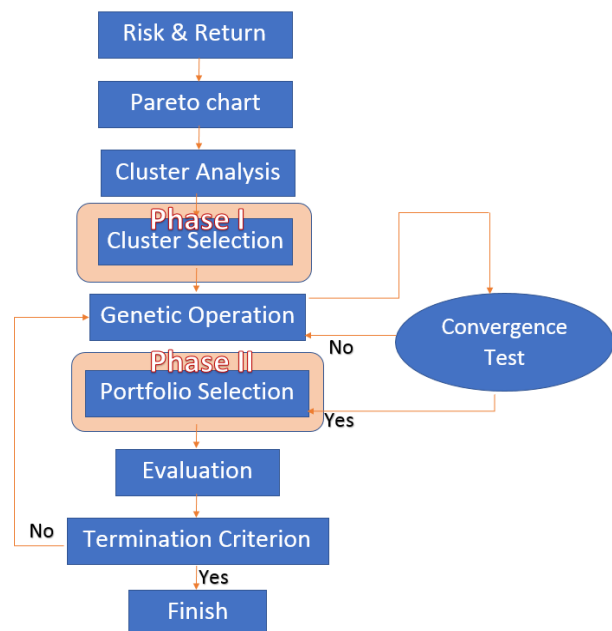 Risk & Return
Pareto chart
Cluster Analysis
Phase I
Cluster Selection
Genetic Operation
Convergence
Test
No
Phase II
Portfolio Selection
Yes
Evaluation
No
Termination Criterion
Yes
Finish